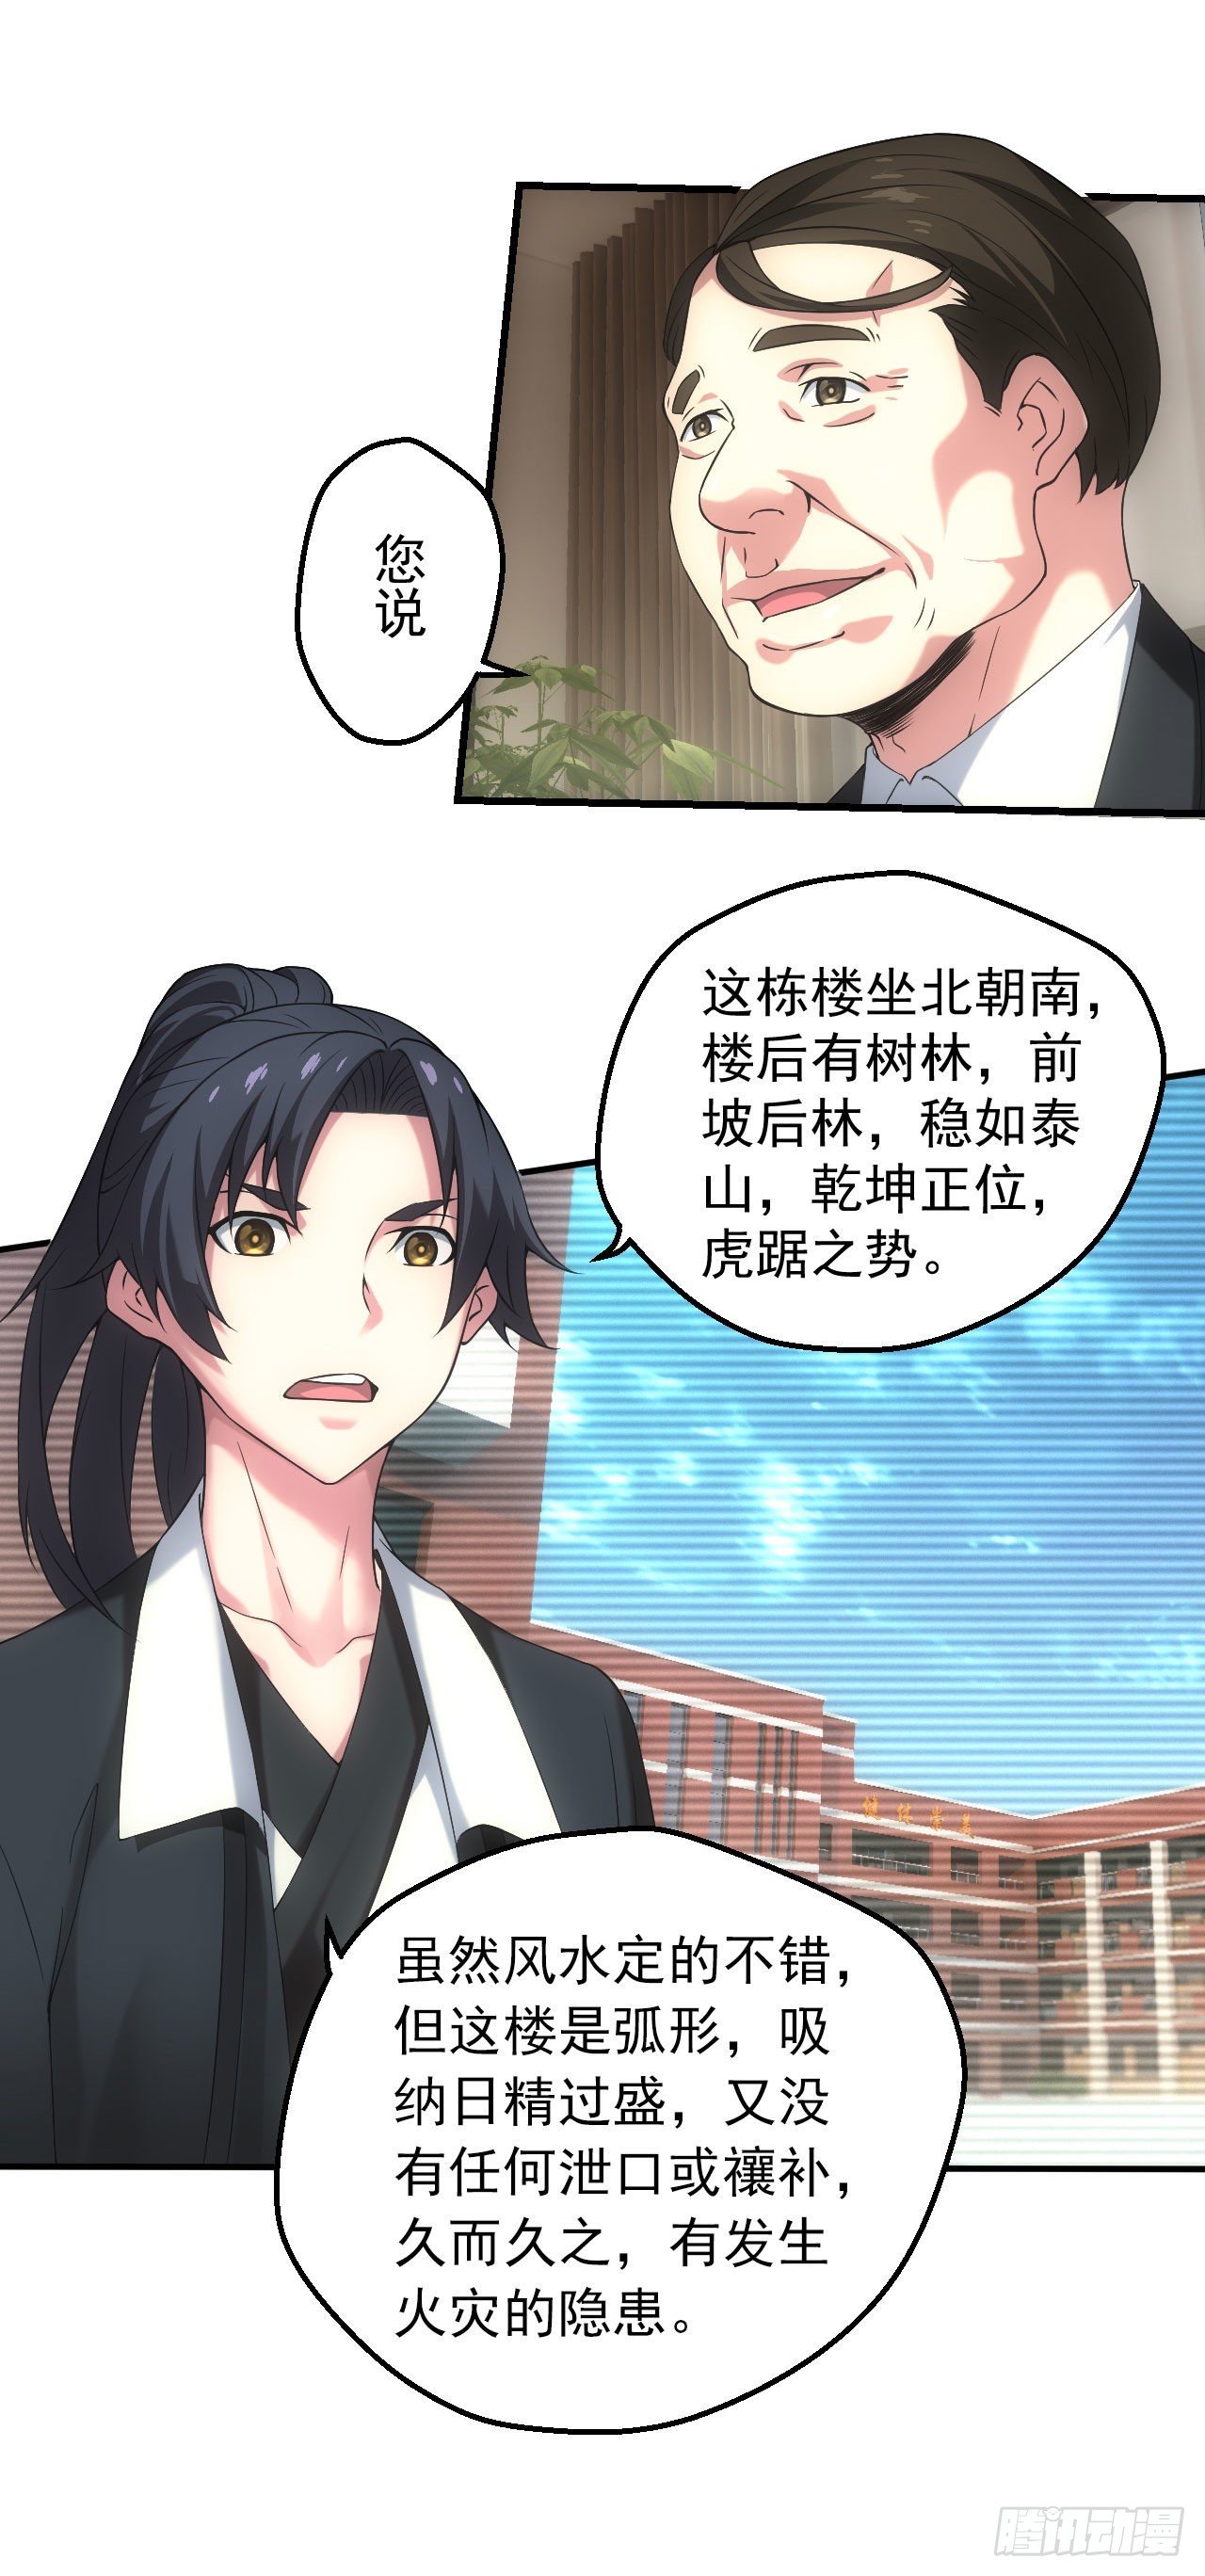 您说
这栋楼坐北朝南，
楼后有树林，前
坡后林，稳如泰
山，乾坤正位，
虎踞之势。
虽然风水定的不错，
但这楼是弧形，吸
纳日精过盛，又没
有任何泄口或禳补，
久而久之，有发生
火灾的隐患。
腾讯动漫